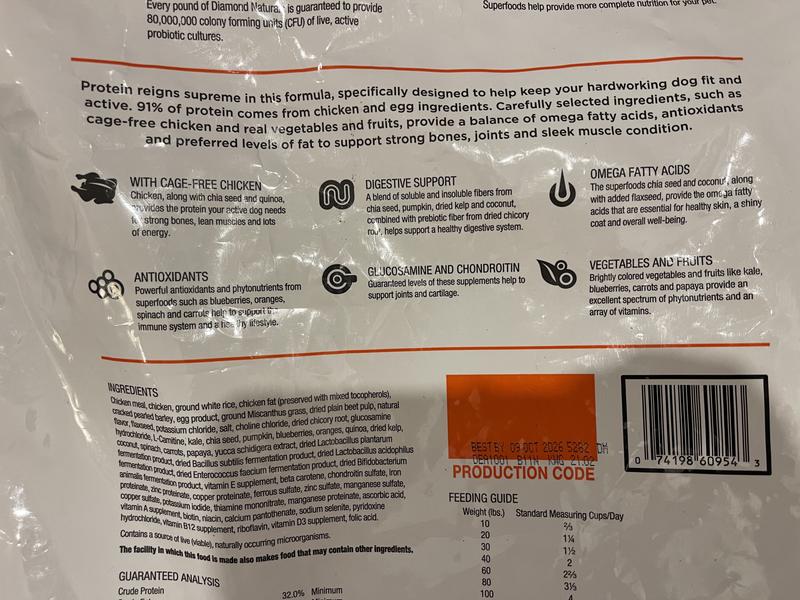 Every pound of Diamond Naturals is guaranteed to provide
80,000,000 colony forming units (CFU) of live, active
probiotic cultures.
Superfoods help provide more complete nutrition for your pet.
Protein reigns supreme in this formula, specifically designed to help keep your hardworking dog fit and
active. 91% of protein comes from chicken and egg ingredients. Carefully selected ingredients, such as
cage-free chicken and real vegetables and fruits, provide a balance of omega fatty acids, antioxidants
and preferred levels of fat to support strong bones, joints and sleek muscle condition.
WITH CAGE-FREE CHICKEN
Chicken, along with chia seed and quinoa,
provides the protein your active dog needs
for strong bones, lean muscles and lots
of energy.
DIGESTIVE SUPPORT
A blend of soluble and insoluble fibers from
chia seed, pumpkin, dried kelp and coconut,
combined with prebiotic fiber from dried chicory
root, helps support a healthy digestive system.
OMEGA FATTY ACIDS
The superfoods chia seed and coconut, along
with added flaxseed, provide the omega fatty
acids that are essential for healthy skin, a shiny
coat and overall well-being.
ANTIOXIDANTS
Powerful antioxidants and phytonutrients from
superfoods such as blueberries, oranges,
spinach and carrots help to support the
immune system and a healthy lifestyle.
GLUCOSAMINE AND CHONDROITIN
Guaranteed levels of these supplements help to
support joints and cartilage.
VEGETABLES AND FRUITS
Brightly colored vegetables and fruits like kale,
blueberries, carrots and papaya provide an
excellent spectrum of phytonutrients and an
array of vitamins.
INGREDIENTS
Chicken meal, chicken, ground white rice, chicken fat (preserved with mixed tocopherols),
cracked pearled barley, egg product, ground Miscanthus grass, dried plain beet pulp, natural
flavor, flaxseed, potassium chloride, salt, choline chloride, dried chicory root, glucosamine
hydrochloride, L-Carnitine, kale, chia seed, pumpkin, blueberries, oranges, quinoa, dried kelp,
coconut, spinach, carrots, papaya, yucca schidigera extract, dried Lactobacillus plantarum
fermentation product, dried Bacillus subtilis fermentation product, dried Lactobacillus acidophilus
fermentation product, dried Enterococcus faecium fermentation product, dried Bifidobacterium
animalis fermentation product, vitamin E supplement, beta carotene, chondroitin sulfate, iron
proteinate, zinc proteinate, copper proteinate, ferrous sulfate, zinc sulfate, manganese sulfate,
copper sulfate, potassium iodide, thiamine mononitrate, manganese proteinate, ascorbic acid,
vitamin A supplement, biotin, niacin, calcium pantothenate, sodium selenite, pyridoxine
hydrochloride, vitamin B12 supplement, riboflavin, vitamin D3 supplement, folic acid.
Contains a source of live (viable), naturally occurring microorganisms.
The facility in which this food is made also makes food that may contain other ingredients.
GUARANTEED ANALYSIS
Crude Protein 32.0% Minimum
Minimum
BEST BY 09 OCT 2026 5282 DM
21:02
PRODUCTION CODE
0 74198 60954 3
FEEDING GUIDE
Weight (lbs.) Standard Measuring Cups/Day
10 ⅔
20 1¼
30 1½
40 2
60 2⅔
80 3⅓
100 4